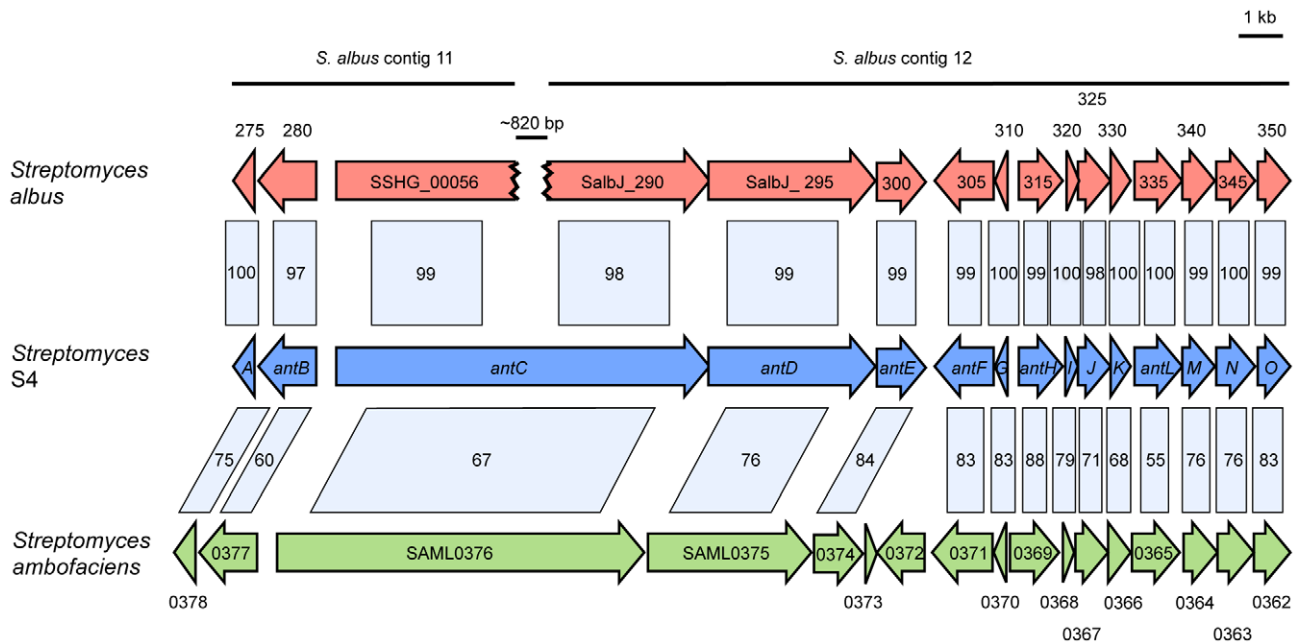 1 kb
S. albus contig 11
S. albus contig 12
325
~820 bp
275 280 310 320 330 340 350
Streptomyces
albus
SSHG_00056 SalbJ_290 SalbJ_ 295 300 305 315 335 345
100 97 99 98 99 99 99 100 99 100 98 100 100 99 100 99
Streptomyces
S4
A antB antC antD antE antF G antH I J K antL M N O
75 60 67 76 84 83 83 88 79 71 68 55 76 76 83
Streptomyces
ambofaciens
0377 SAML0376 SAML0375 0374 0372 0371 0369 0365
0378 0373 0370 0368 0366 0364 0362
0367 0363